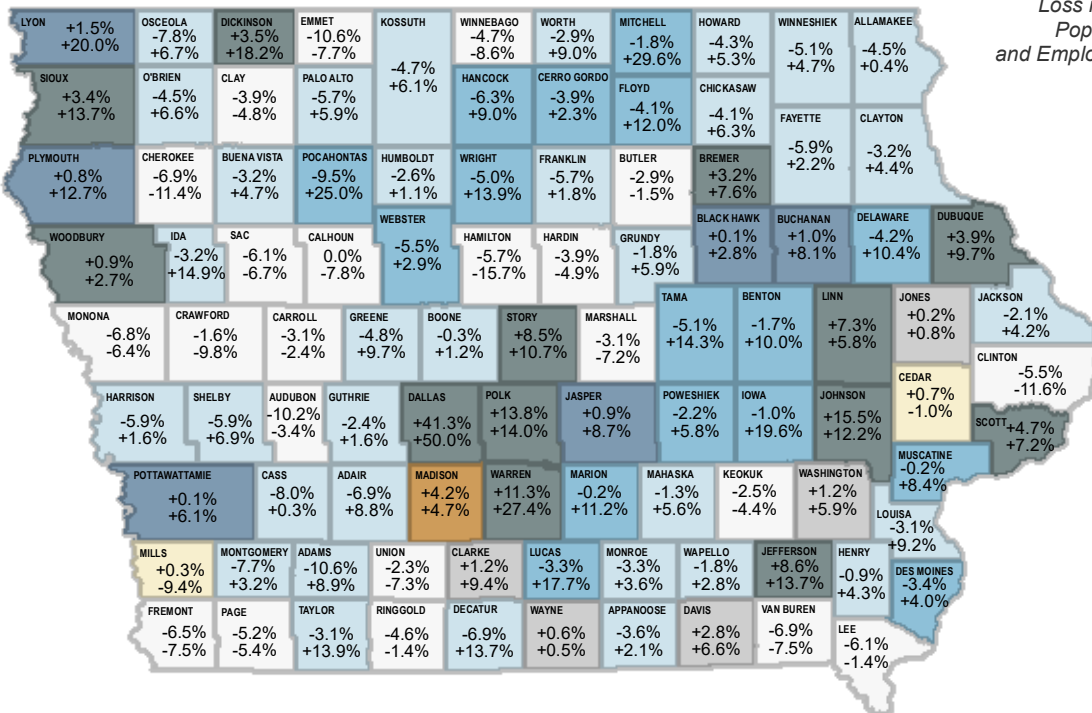 Loss
Pop
and Employ
LYON
+1.5%
+20.0%
OSCEOLA
-7.8%
+6.7%
DICKINSON
+3.5%
+18.2%
EMMET
-10.6%
-7.7%
KOSSUTH
-4.7%
+6.1%
WINNEBAGO
-4.7%
-8.6%
WORTH
-2.9%
+9.0%
MITCHELL
-1.8%
+29.6%
HOWARD
-4.3%
+5.3%
WINNESHIEK
-5.1%
+4.7%
ALLAMAKEE
-4.5%
+0.4%
SIOUX
+3.4%
+13.7%
O'BRIEN
-4.5%
+6.6%
CLAY
-3.9%
-4.8%
PALO ALTO
-5.7%
+5.9%
HANCOCK
-6.3%
+9.0%
CERRO GORDO
-3.9%
+2.3%
FLOYD
-4.1%
+12.0%
CHICKASAW
-4.1%
+6.3%
FAYETTE
-5.9%
+2.2%
CLAYTON
-3.2%
+4.4%
PLYMOUTH
+0.8%
+12.7%
CHEROKEE
-6.9%
-11.4%
BUENA VISTA
-3.2%
+4.7%
POCAHONTAS
-9.5%
+25.0%
HUMBOLDT
-2.6%
+1.1%
WRIGHT
-5.0%
+13.9%
FRANKLIN
-5.7%
+1.8%
BUTLER
-2.9%
-1.5%
BREMER
+3.2%
+7.6%
WOODBURY
+0.9%
+2.7%
IDA
-3.2%
+14.9%
SAC
-6.1%
-6.7%
CALHOUN
0.0%
-7.8%
WEBSTER
-5.5%
+2.9%
HAMILTON
-5.7%
-15.7%
HARDIN
-3.9%
-4.9%
GRUNDY
-1.8%
+5.9%
BLACK HAWK
+0.1%
+2.8%
BUCHANAN
+1.0%
+8.1%
DELAWARE
-4.2%
+10.4%
DUBUQUE
+3.9%
+9.7%
MONONA
-6.8%
-6.4%
CRAWFORD
-1.6%
-9.8%
CARROLL
-3.1%
-2.4%
GREENE
-4.8%
+9.7%
BOONE
-0.3%
+1.2%
STORY
+8.5%
+10.7%
MARSHALL
-3.1%
-7.2%
TAMA
-5.1%
+14.3%
BENTON
-1.7%
+10.0%
LINN
+7.3%
+5.8%
JONES
+0.2%
+0.8%
JACKSON
-2.1%
+4.2%
CLINTON
-5.5%
-11.6%
CEDAR
+0.7%
-1.0%
HARRISON
-5.9%
+1.6%
SHELBY
-5.9%
+6.9%
AUDUBON
-10.2%
-3.4%
GUTHRIE
-2.4%
+1.6%
DALLAS
+41.3%
+50.0%
POLK
+13.8%
+14.0%
JASPER
+0.9%
+8.7%
POWESHIEK
-2.2%
+5.8%
IOWA
-1.0%
+19.6%
JOHNSON
+15.5%
+12.2%
SCOTT
+4.7%
+7.2%
MUSCATINE
-0.2%
+8.4%
POTTAWATTAMIE
+0.1%
+6.1%
CASS
-8.0%
+0.3%
ADAIR
-6.9%
+8.8%
MADISON
+4.2%
+4.7%
WARREN
+11.3%
+27.4%
MARION
-0.2%
+11.2%
MAHASKA
-1.3%
+5.6%
KEOKUK
-2.5%
-4.4%
WASHINGTON
+1.2%
+5.9%
LOUISA
-3.1%
+9.2%
MILLS
+0.3%
-9.4%
MONTGOMERY
-7.7%
+3.2%
ADAMS
-10.6%
+8.9%
UNION
-2.3%
-7.3%
CLARKE
+1.2%
+9.4%
LUCAS
-3.3%
+17.7%
MONROE
-3.3%
+3.6%
WAPELLO
-1.8%
+2.8%
JEFFERSON
+8.6%
+13.7%
HENRY
-0.9%
+4.3%
DES MOINES
-3.4%
+4.0%
FREMONT
-6.5%
-7.5%
PAGE
-5.2%
-5.4%
TAYLOR
-3.1%
+13.9%
RINGGOLD
-4.6%
-1.4%
DECATUR
-6.9%
+13.7%
WAYNE
+0.6%
+0.5%
APPANOOSE
-3.6%
+2.1%
DAVIS
+2.8%
+6.6%
VAN BUREN
-6.9%
-7.5%
LEE
-6.1%
-1.4%